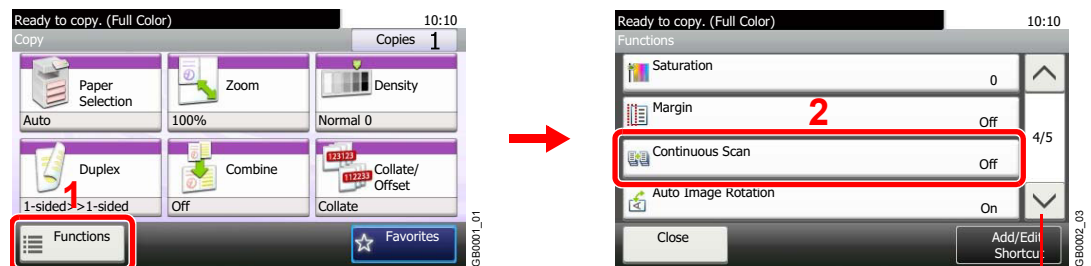 Ready to copy. (Full Color)
10:10
Copy
Copies 1
Paper
Selection
Auto
Zoom
100%
Density
Normal 0
Duplex
1-sided>>1-sided
Combine
Off
123123
112233
Collate/
Offset
Collate
1
Functions
Favorites
GB0001_01
Ready to copy. (Full Color)
10:10
Functions
Saturation
0
Margin
Off
2
4/5
Continuous Scan
Off
Auto Image Rotation
On
Close
Add/Edit
Shortcut
GB0002_03